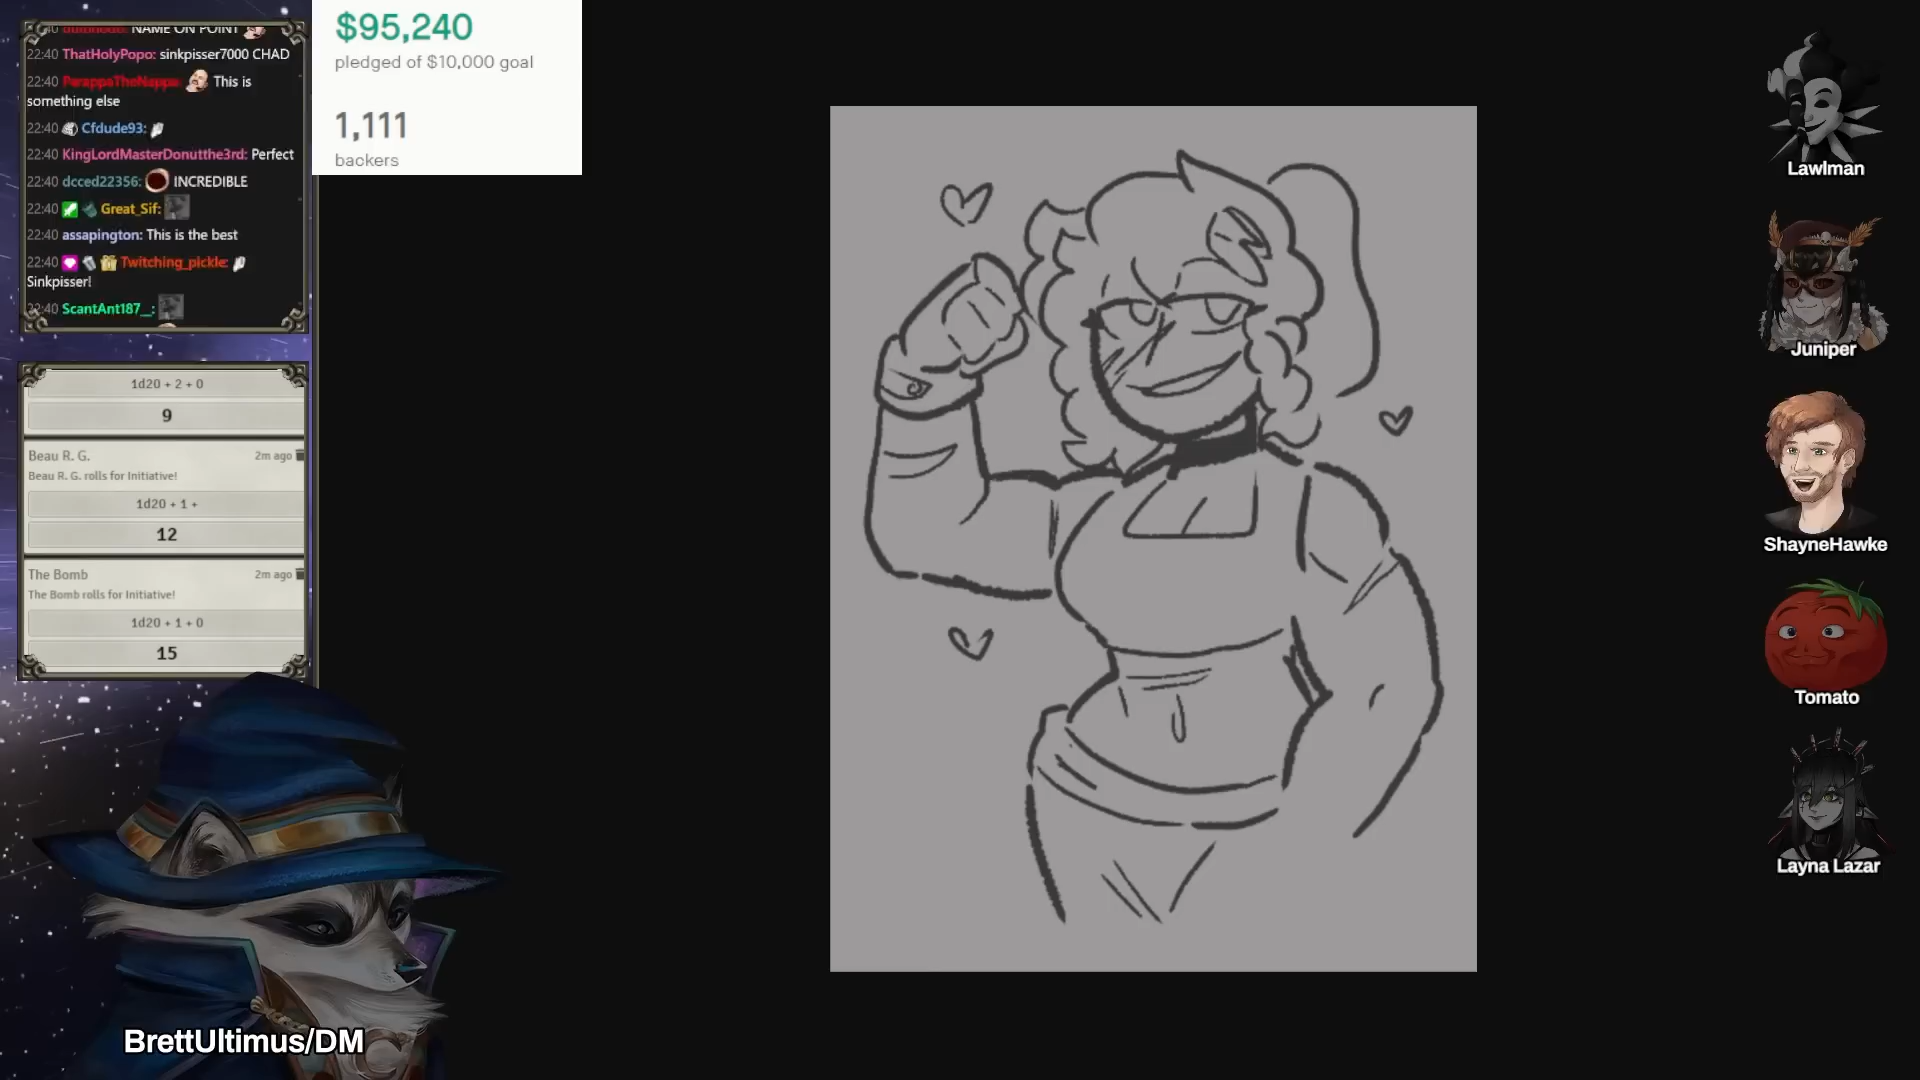 NAME ON POINT
22:40 ThatHolyPopo: sinkpisser7000 CHAD
22:40 ParappaTheNappa: This is
something else
22:40 Cfdude93:
22:40 KingLordMasterDonutthe3rd: Perfect
22:40 dcced22356: INCREDIBLE
22:40 Great_Sif:
22:40 assapington: This is the best
22:40 Twitching_pickle:
Sinkpisser!
22:40 ScantAnt187__:
$95,240
pledged of $10,000 goal
1,111
backers
1d20 + 2 + 0
9
Beau R. G. 2m ago
Beau R. G. rolls for Initiative!
1d20 + 1 +
12
The Bomb 2m ago
The Bomb rolls for Initiative!
1d20 + 1 + 0
15
BrettUltimus/DM
Lawlman
Juniper
ShayneHawke
Tomato
Layna Lazar